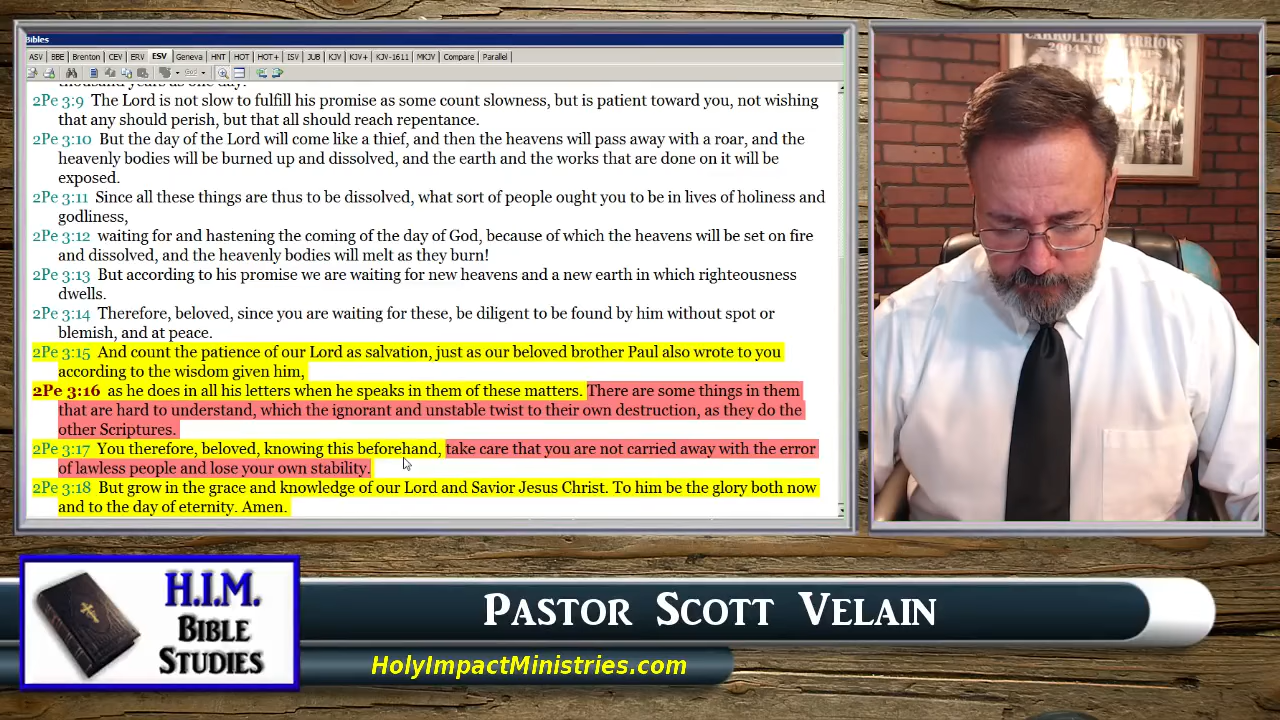 Bibles
ASV BBE Brenton CEV ERV ESV Geneva HNT HOT HOT+ ISV JUB KJV KJV+ KJV-1611 MKJV Compare Parallel
thousand years as one day.
2Pe 3:9 The Lord is not slow to fulfill his promise as some count slowness, but is patient toward you, not wishing
that any should perish, but that all should reach repentance.
2Pe 3:10 But the day of the Lord will come like a thief, and then the heavens will pass away with a roar, and the
heavenly bodies will be burned up and dissolved, and the earth and the works that are done on it will be
exposed.
2Pe 3:11 Since all these things are thus to be dissolved, what sort of people ought you to be in lives of holiness and
godliness,
2Pe 3:12 waiting for and hastening the coming of the day of God, because of which the heavens will be set on fire
and dissolved, and the heavenly bodies will melt as they burn!
2Pe 3:13 But according to his promise we are waiting for new heavens and a new earth in which righteousness
dwells.
2Pe 3:14 Therefore, beloved, since you are waiting for these, be diligent to be found by him without spot or
blemish, and at peace.
2Pe 3:15 And count the patience of our Lord as salvation, just as our beloved brother Paul also wrote to you
according to the wisdom given him,
2Pe 3:16 as he does in all his letters when he speaks in them of these matters. There are some things in them
that are hard to understand, which the ignorant and unstable twist to their own destruction, as they do the
other Scriptures.
2Pe 3:17 You therefore, beloved, knowing this beforehand, take care that you are not carried away with the error
of lawless people and lose your own stability.
2Pe 3:18 But grow in the grace and knowledge of our Lord and Savior Jesus Christ. To him be the glory both now
and to the day of eternity. Amen.
CARROLLTON WARRIORS
2004
H.I.M.
BIBLE
STUDIES
PASTOR SCOTT VELAIN
HolyImpactMinistries.com